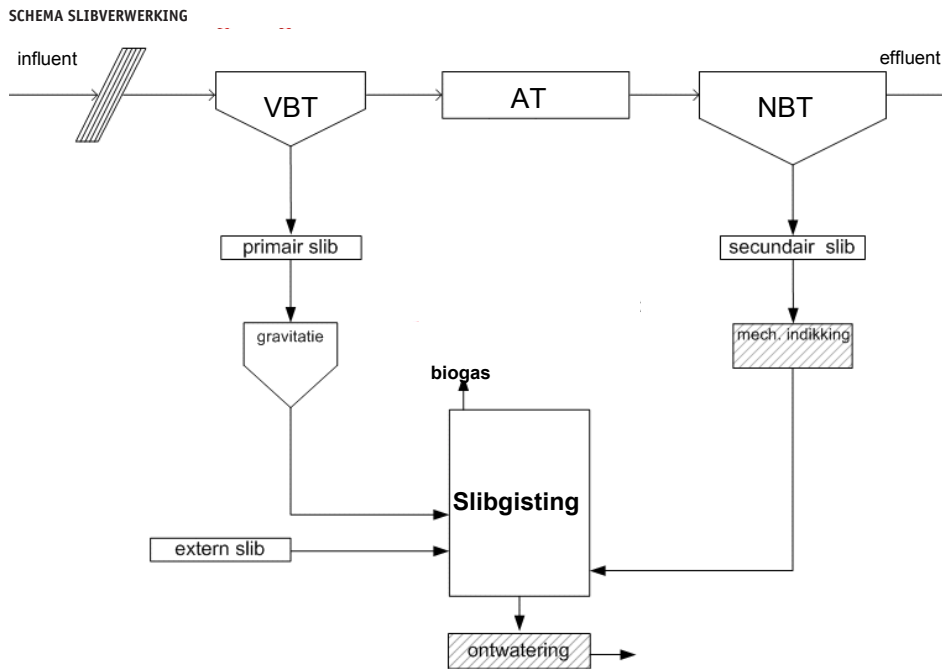 SCHEMA SLIBVERWERKING
influent
effluent
VBT
AT
NBT
primair slib
secundair slib
gravitatie
mech. indikking
biogas
Slibgisting
extern slib
ontwatering